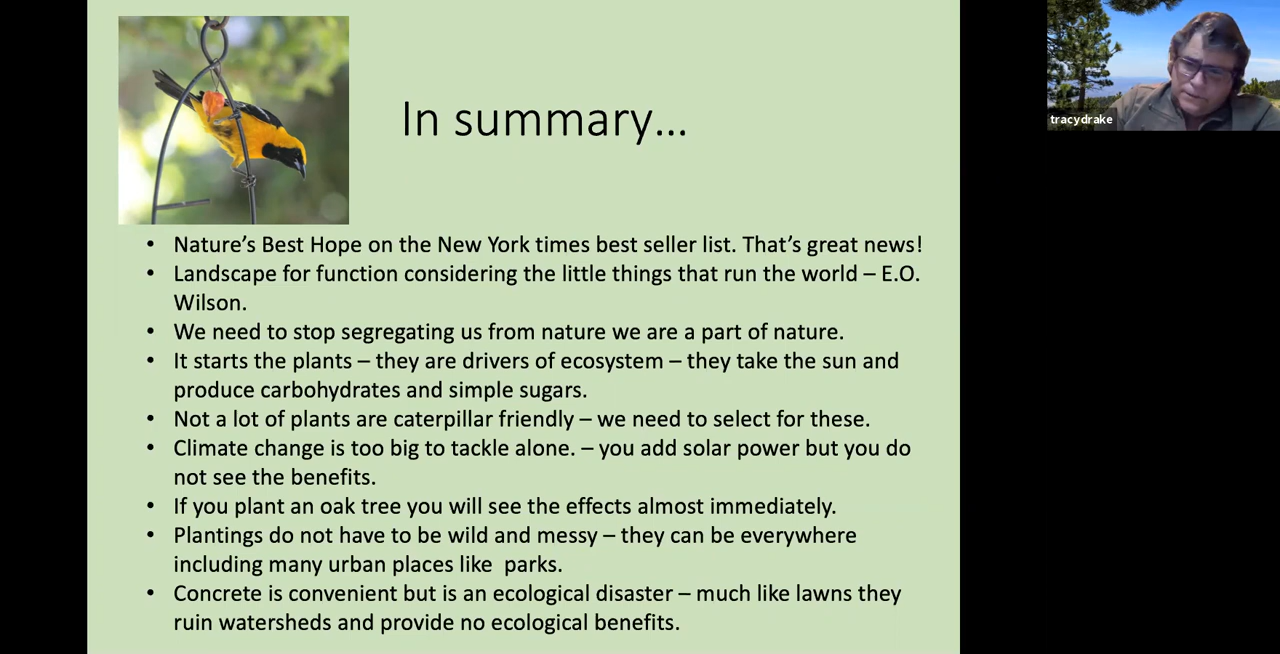 In summary...
• Nature’s Best Hope on the New York times best seller list. That’s great news!
• Landscape for function considering the little things that run the world – E.O.
Wilson.
• We need to stop segregating us from nature we are a part of nature.
• It starts the plants – they are drivers of ecosystem – they take the sun and
produce carbohydrates and simple sugars.
• Not a lot of plants are caterpillar friendly – we need to select for these.
• Climate change is too big to tackle alone. – you add solar power but you do
not see the benefits.
• If you plant an oak tree you will see the effects almost immediately.
• Plantings do not have to be wild and messy – they can be everywhere
including many urban places like  parks.
• Concrete is convenient but is an ecological disaster – much like lawns they
ruin watersheds and provide no ecological benefits.
tracydrake